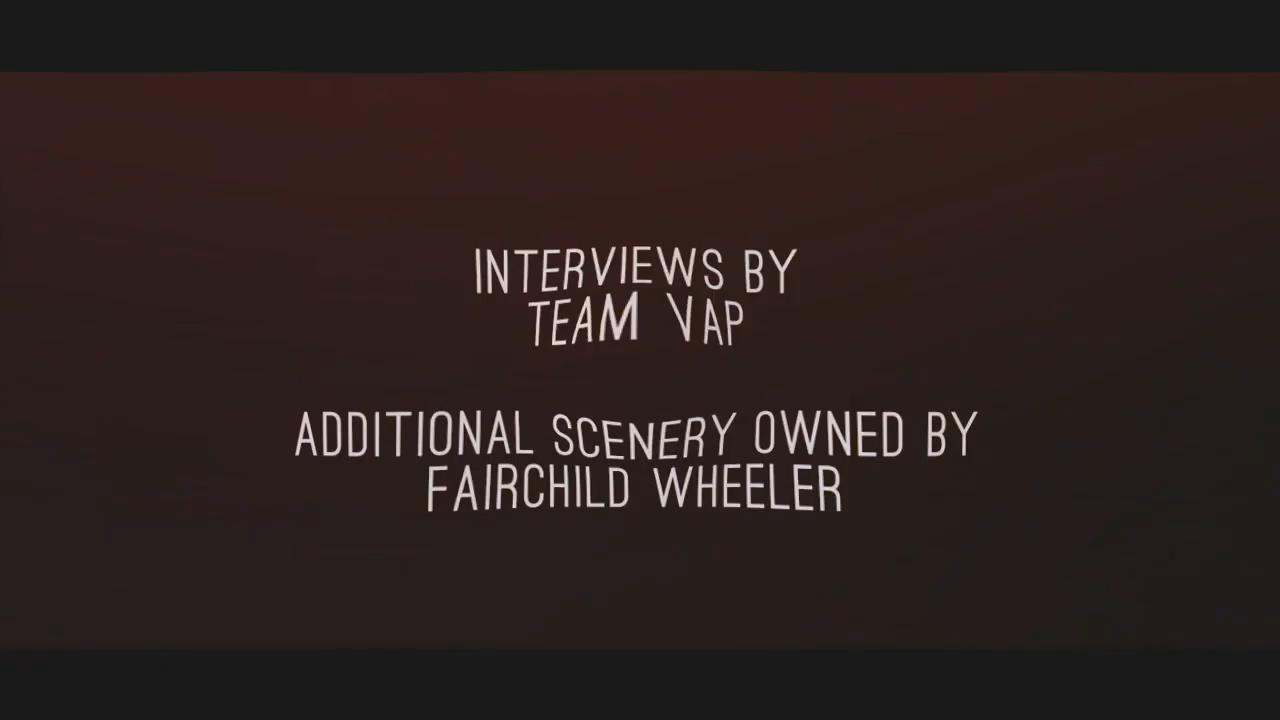 INTERVIEWS BY
TEAM VAP
ADDITIONAL SCENERY OWNED BY
FAIRCHILD WHEELER